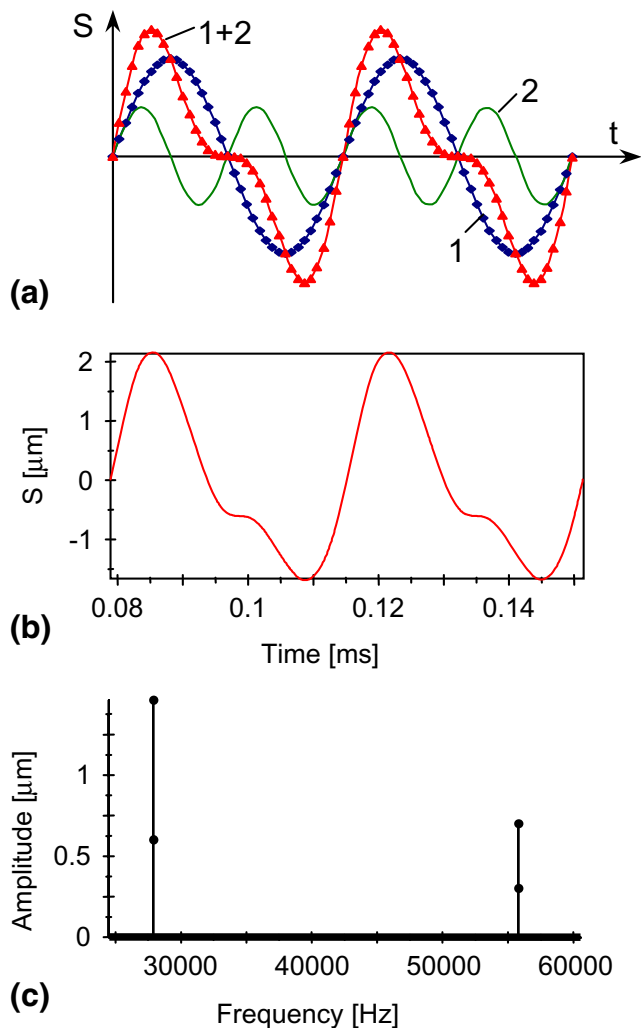 S
1+2
2
t
1
(a)
2
1
0
-1
S [μm]
0.08 0.1 0.12 0.14
(b)
Time [ms]
1
0.5
0
Amplitude [μm]
30000 40000 50000 60000
(c)
Frequency [Hz]